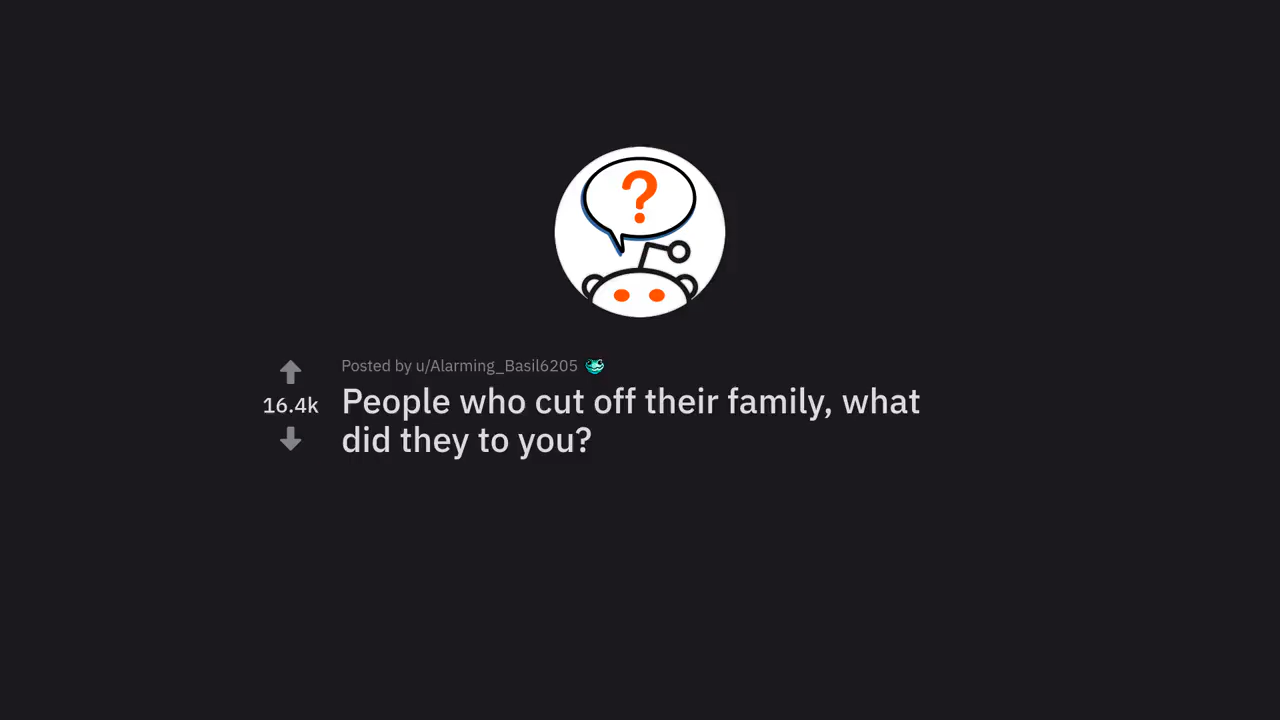 ?
Posted by u/Alarming_Basil6205
16.4k
People who cut off their family, what
did they to you?